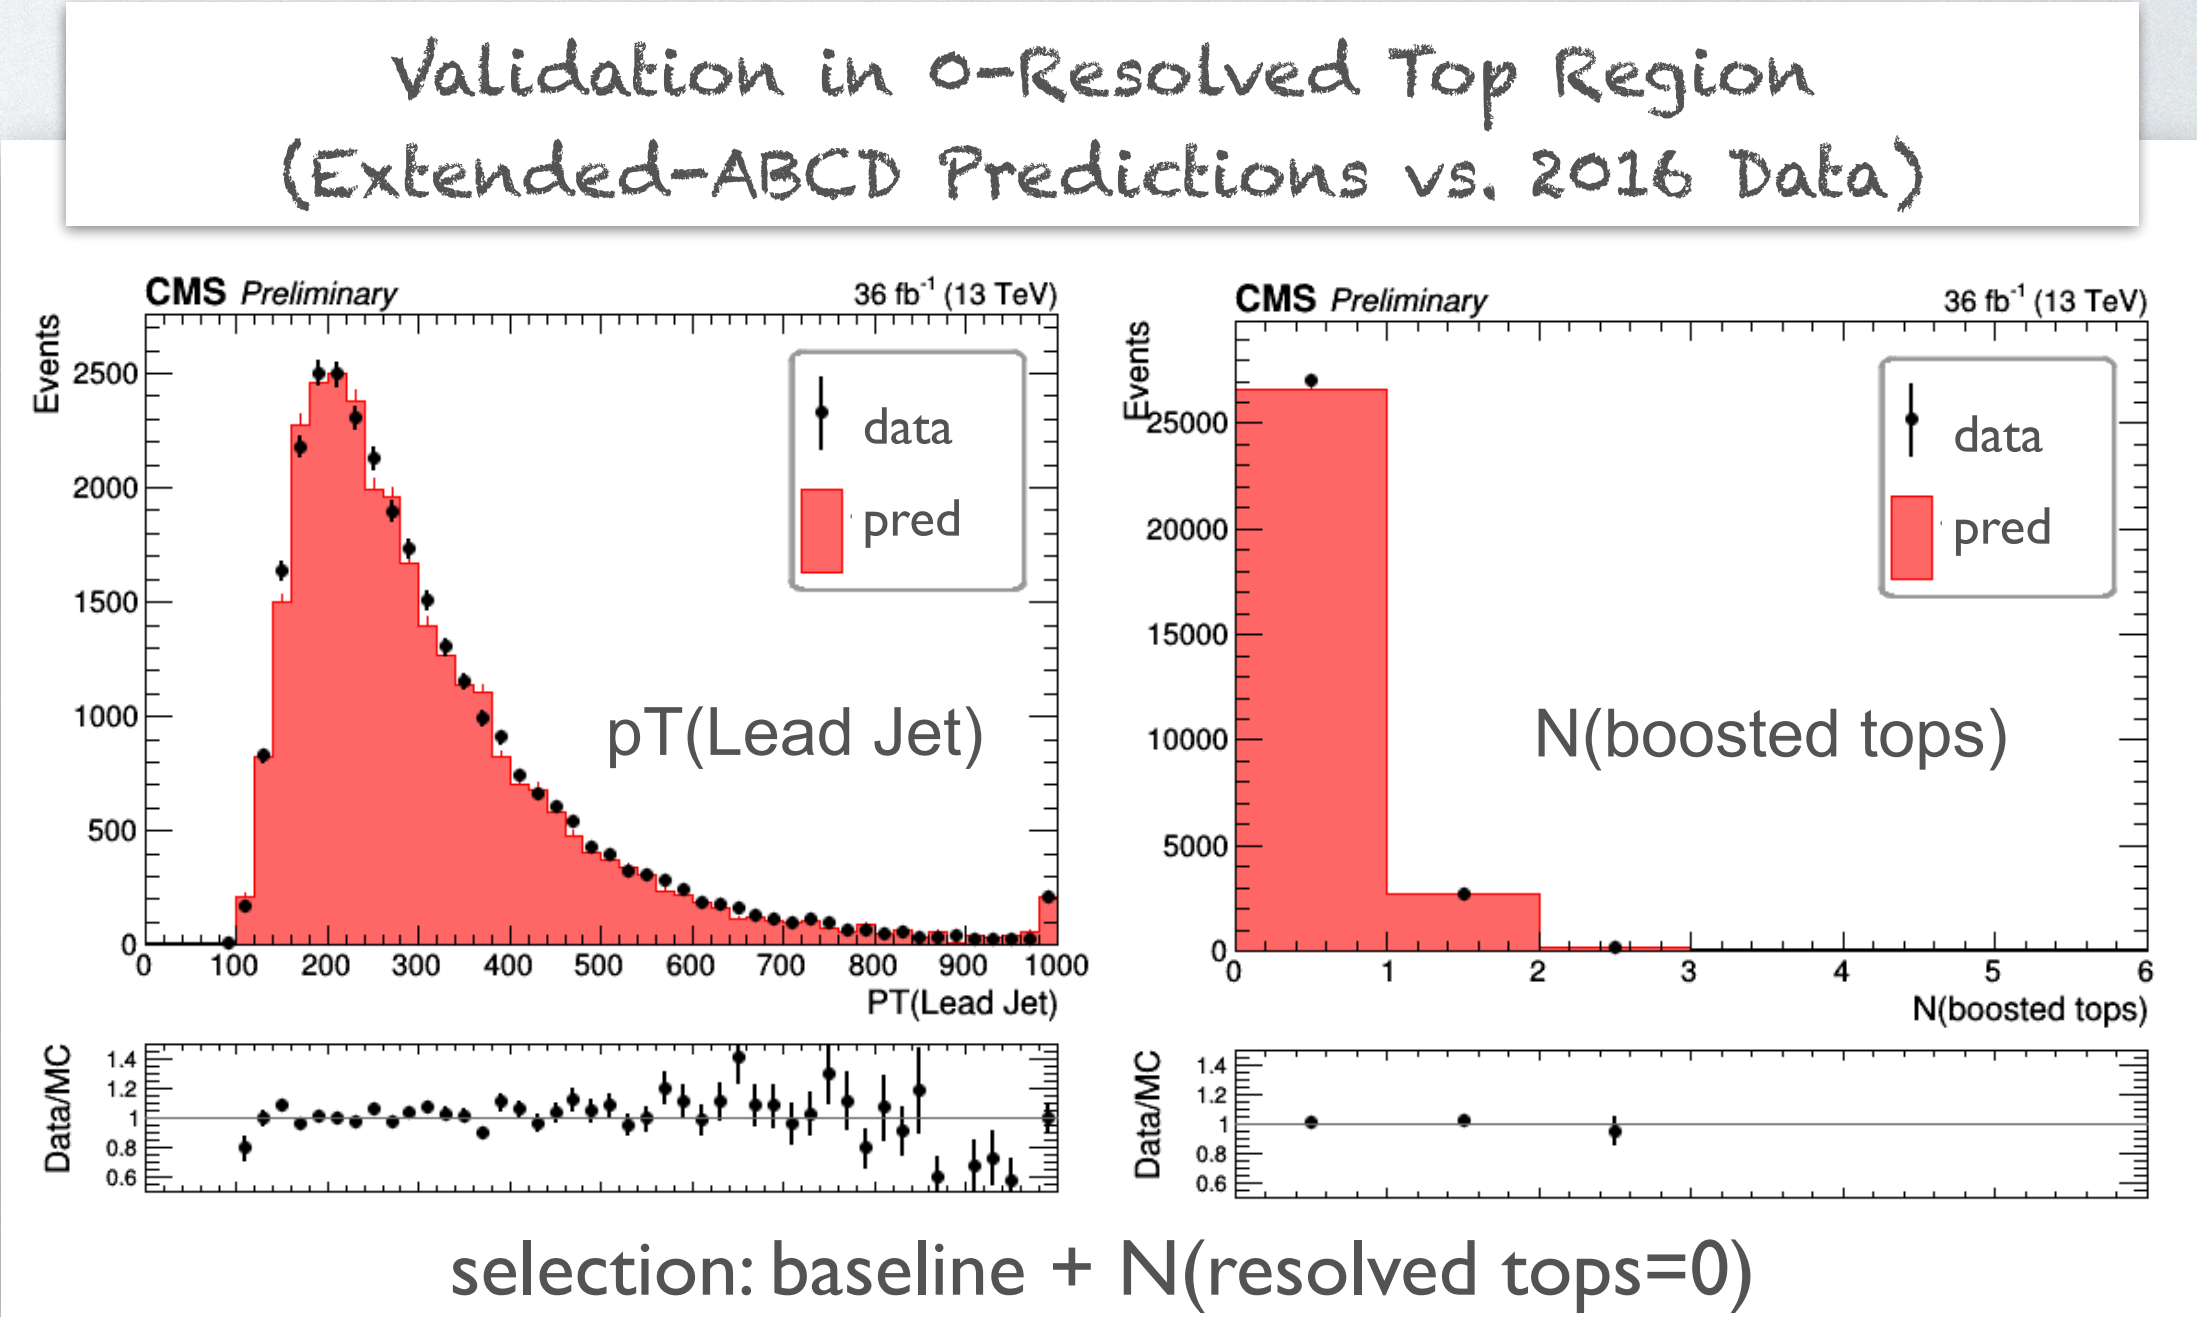 Validation in 0-Resolved Top Region
(Extended-ABCD Predictions vs. 2016 Data)
CMS Preliminary
36 fb⁻¹ (13 TeV)
Events
2500
2000
1500
1000
500
0
data
pred
pT(Lead Jet)
0 100 200 300 400 500 600 700 800 900 1000
PT(Lead Jet)
Data/MC
1.4
1.2
1
0.8
0.6
CMS Preliminary
36 fb⁻¹ (13 TeV)
Events
25000
20000
15000
10000
5000
0
data
pred
N(boosted tops)
0 1 2 3 4 5 6
N(boosted tops)
Data/MC
1.4
1.2
1
0.8
0.6
selection: baseline + N(resolved tops=0)